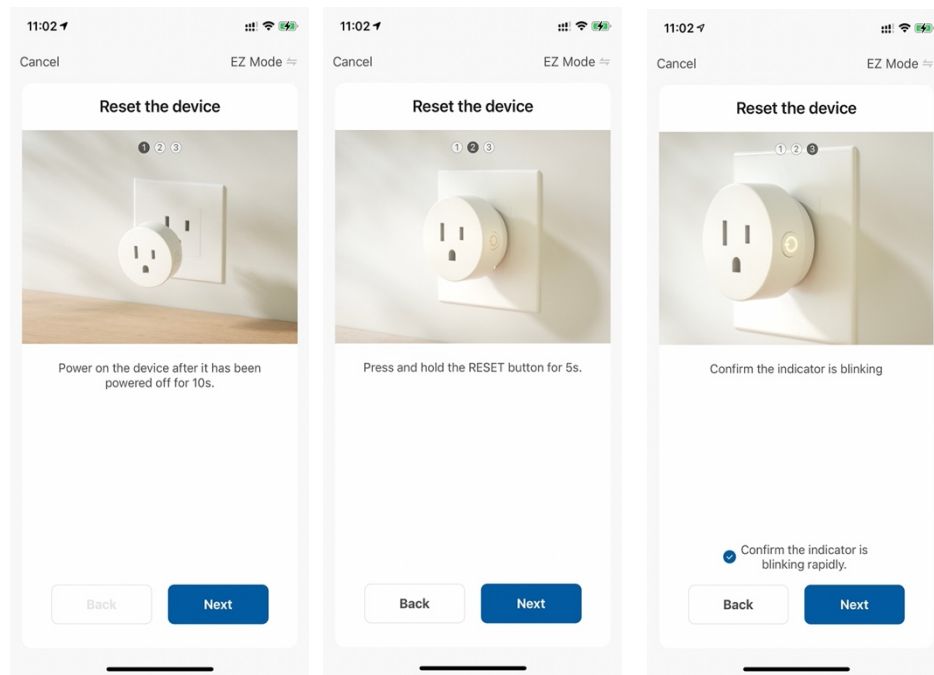 11:02
Cancel
EZ Mode
Reset the device
1 2 3
Power on the device after it has been
powered off for 10s.
Back
Next
11:02
Cancel
EZ Mode
Reset the device
1 2 3
Press and hold the RESET button for 5s.
Back
Next
11:02
Cancel
EZ Mode
Reset the device
1 2 3
Confirm the indicator is blinking
Confirm the indicator is
blinking rapidly.
Back
Next